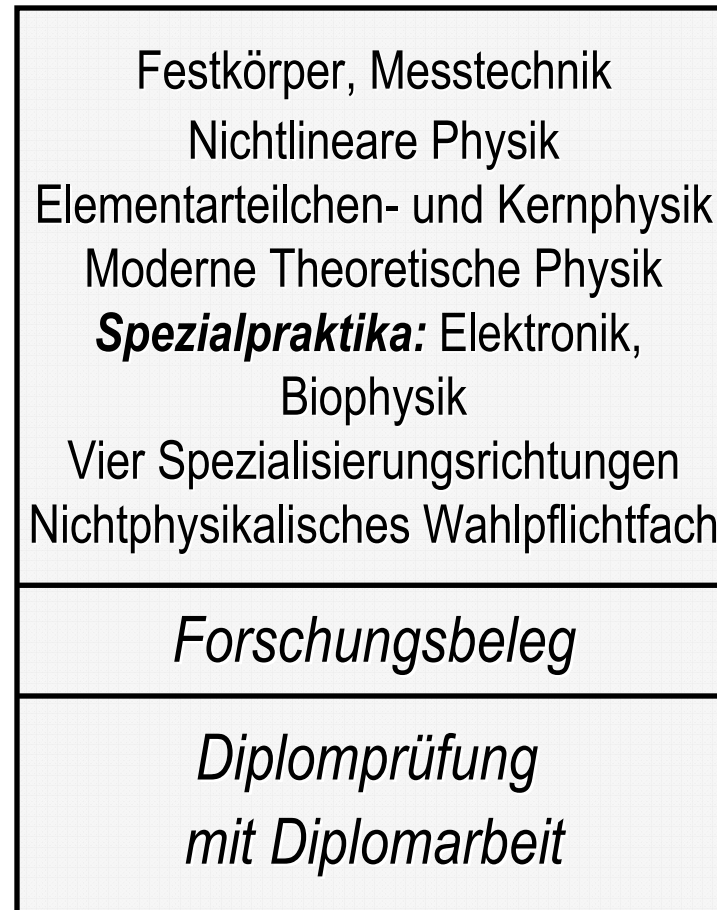 Festkörper, Messtechnik
Nichtlineare Physik
Elementarteilchen- und Kernphysik
Moderne Theoretische Physik
Spezialpraktika: Elektronik,
Biophysik
Vier Spezialisierungsrichtungen
Nichtphysikalisches Wahlpflichtfach
Forschungsbeleg
Diplomprüfung
mit Diplomarbeit